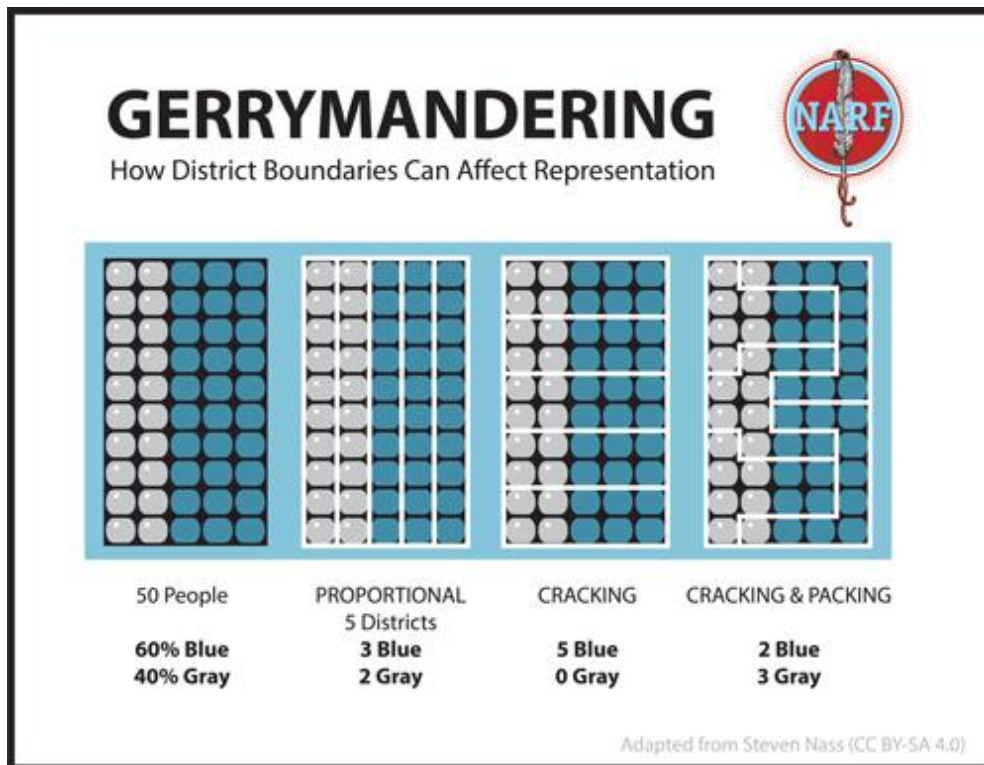 GERRYMANDERING
How District Boundaries Can Affect Representation
NARF
50 People
60% Blue
40% Gray
PROPORTIONAL
5 Districts
3 Blue
2 Gray
CRACKING
5 Blue
0 Gray
CRACKING & PACKING
2 Blue
3 Gray
Adapted from Steven Nass (CC BY-SA 4.0)